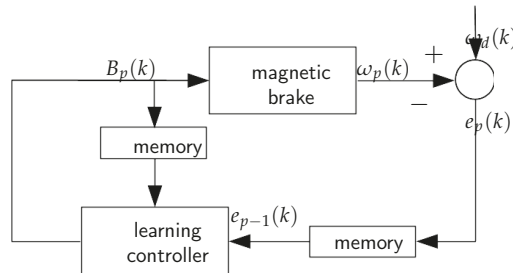 ω_d(k)
B_p(k)
magnetic
brake
ω_p(k)
+
−
e_p(k)
memory
learning
controller
e_{p−1}(k)
memory